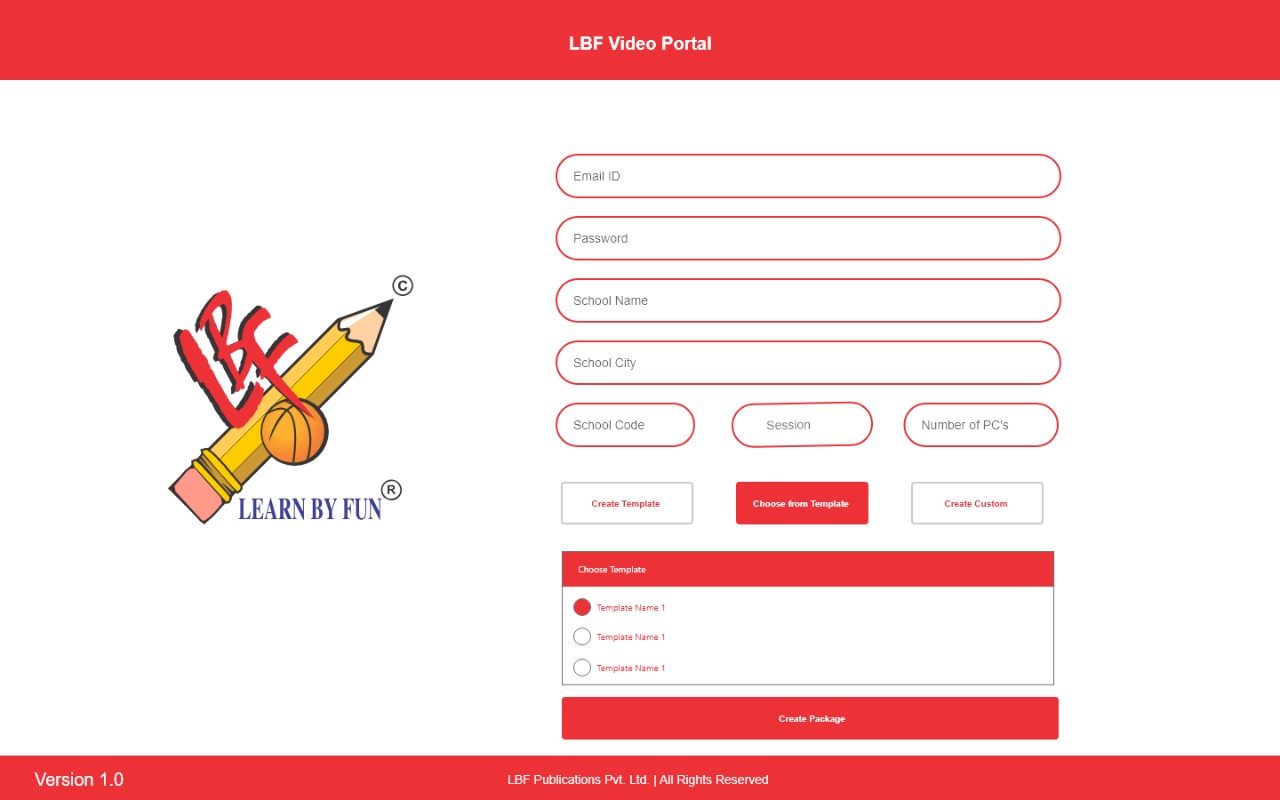 LBF Video Portal
Email ID
Password
School Name
School City
School Code
Session
Number of PC's
©
LBF
LEARN BY FUN®
Create Template
Choose from Template
Create Custom
Choose Template
Template Name 1
Template Name 1
Template Name 1
Create Package
Version 1.0
LBF Publications Pvt. Ltd. | All Rights Reserved